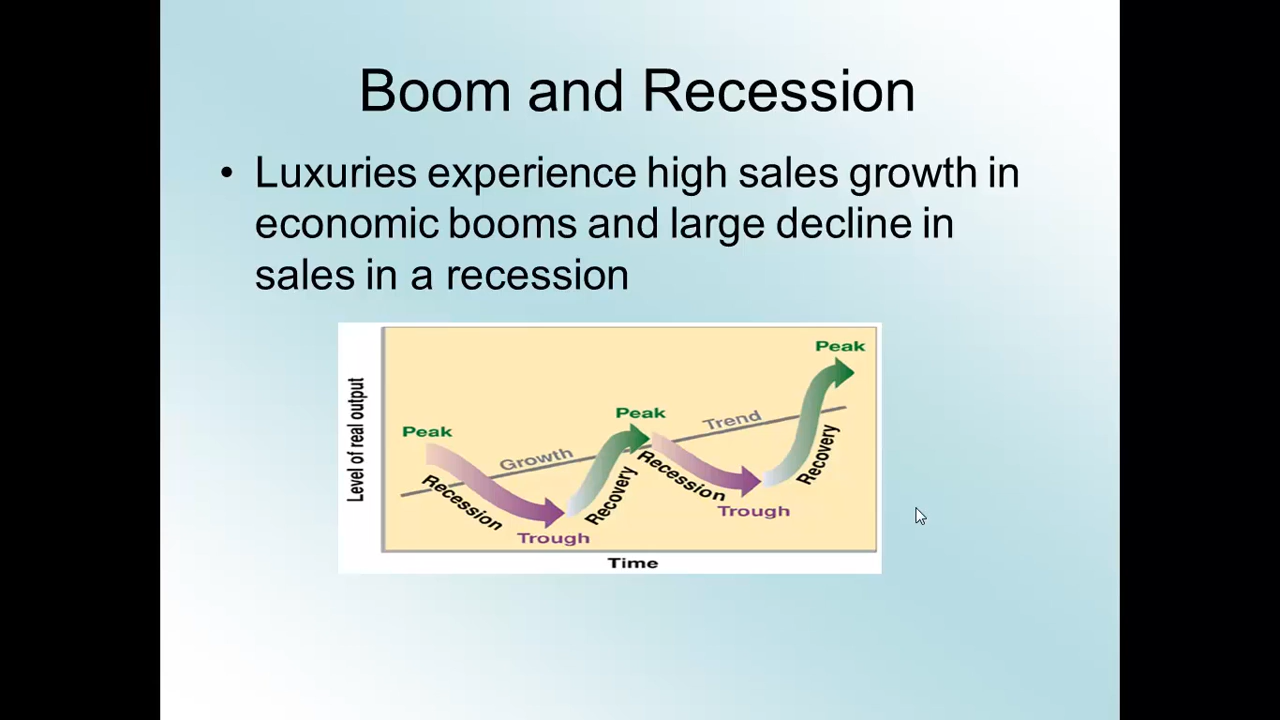 Boom and Recession
• Luxuries experience high sales growth in
economic booms and large decline in
sales in a recession
Level of real output
Peak
Recession
Trough
Growth
Recovery
Peak
Recession
Trend
Trough
Recovery
Peak
Time